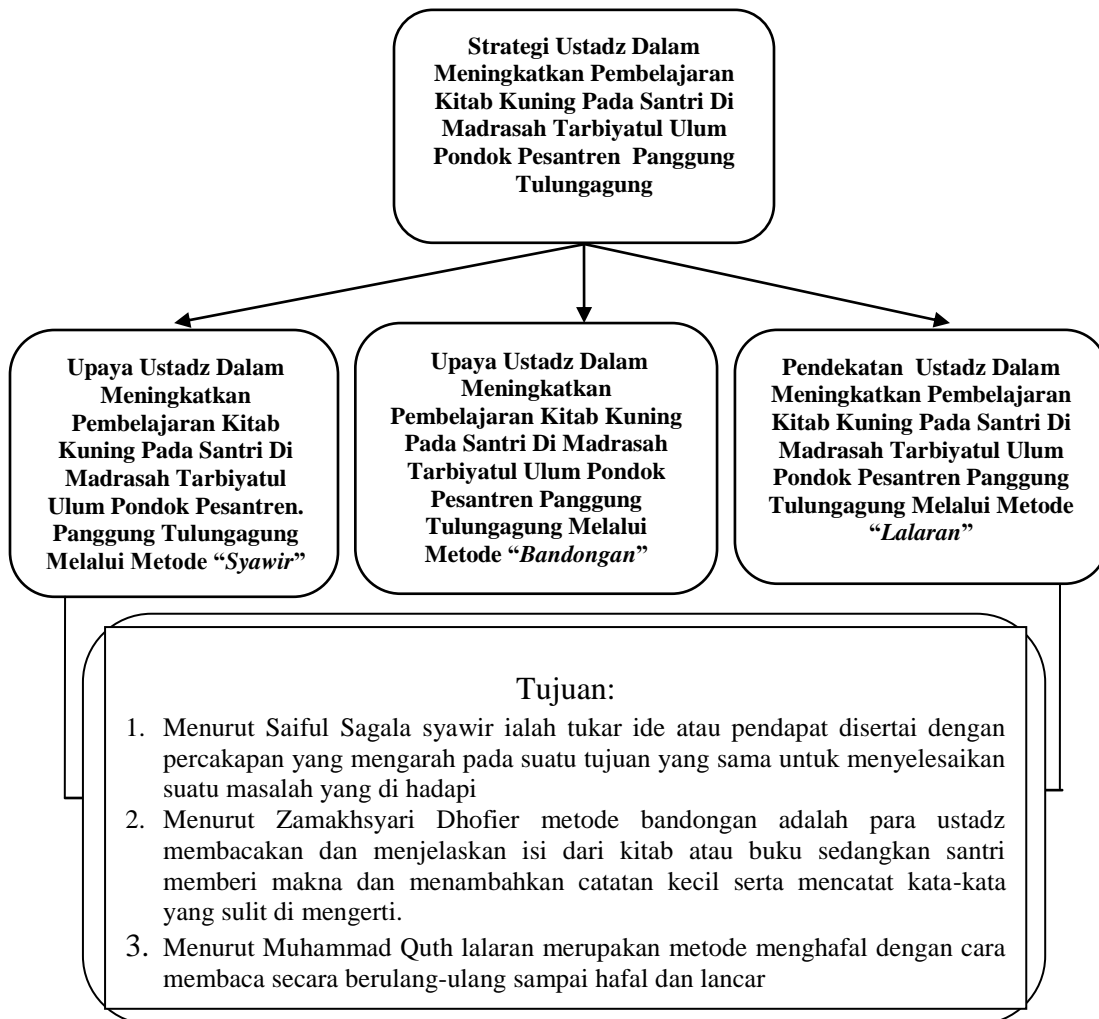 Strategi Ustadz Dalam
Meningkatkan Pembelajaran
Kitab Kuning Pada Santri Di
Madrasah Tarbiyatul Ulum
Pondok Pesantren Panggung
Tulungagung
Upaya Ustadz Dalam
Meningkatkan
Pembelajaran Kitab
Kuning Pada Santri Di
Madrasah Tarbiyatul
Ulum Pondok Pesantren.
Panggung Tulungagung
Melalui Metode “Syawir”
Upaya Ustadz Dalam
Meningkatkan
Pembelajaran Kitab Kuning
Pada Santri Di Madrasah
Tarbiyatul Ulum Pondok
Pesantren Panggung
Tulungagung Melalui
Metode “Bandongan”
Pendekatan Ustadz Dalam
Meningkatkan Pembelajaran
Kitab Kuning Pada Santri Di
Madrasah Tarbiyatul Ulum
Pondok Pesantren Panggung
Tulungagung Melalui Metode
“Lalaran”
Tujuan:
1. Menurut Saiful Sagala syawir ialah tukar ide atau pendapat disertai dengan
percakapan yang mengarah pada suatu tujuan yang sama untuk menyelesaikan
suatu masalah yang di hadapi
2. Menurut Zamakhsyari Dhofier metode bandongan adalah para ustadz
membacakan dan menjelaskan isi dari kitab atau buku sedangkan santri
memberi makna dan menambahkan catatan kecil serta mencatat kata-kata
yang sulit di mengerti.
3. Menurut Muhammad Quth lalaran merupakan metode menghafal dengan cara
membaca secara berulang-ulang sampai hafal dan lancar